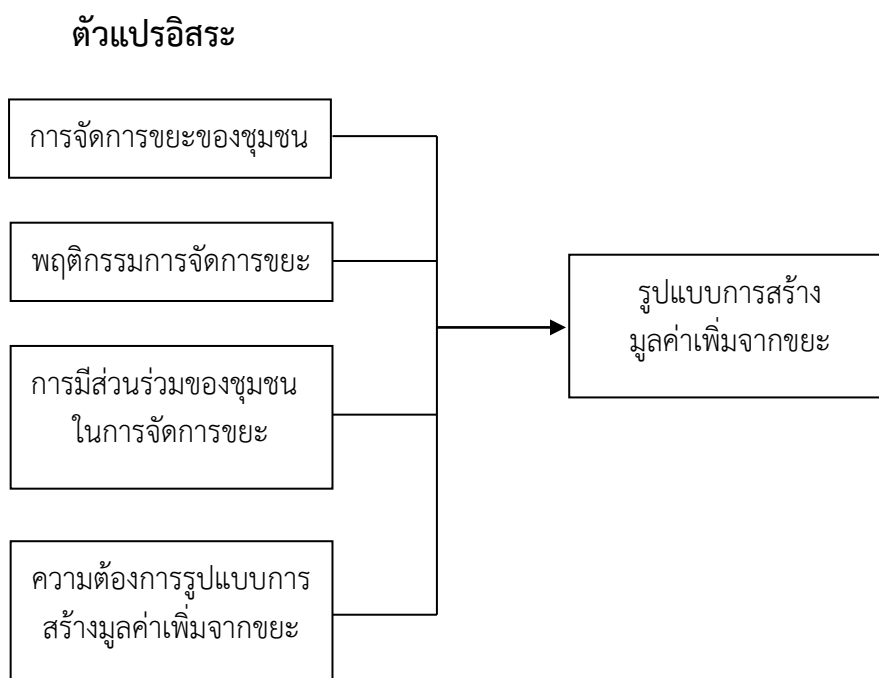 ตัวแปรอิสระ
การจัดการขยะของชุมชน
พฤติกรรมการจัดการขยะ
การมีส่วนร่วมของชุมชน
ในการจัดการขยะ
ความต้องการรูปแบบการ
สร้างมูลค่าเพิ่มจากขยะ
รูปแบบการสร้าง
มูลค่าเพิ่มจากขยะ